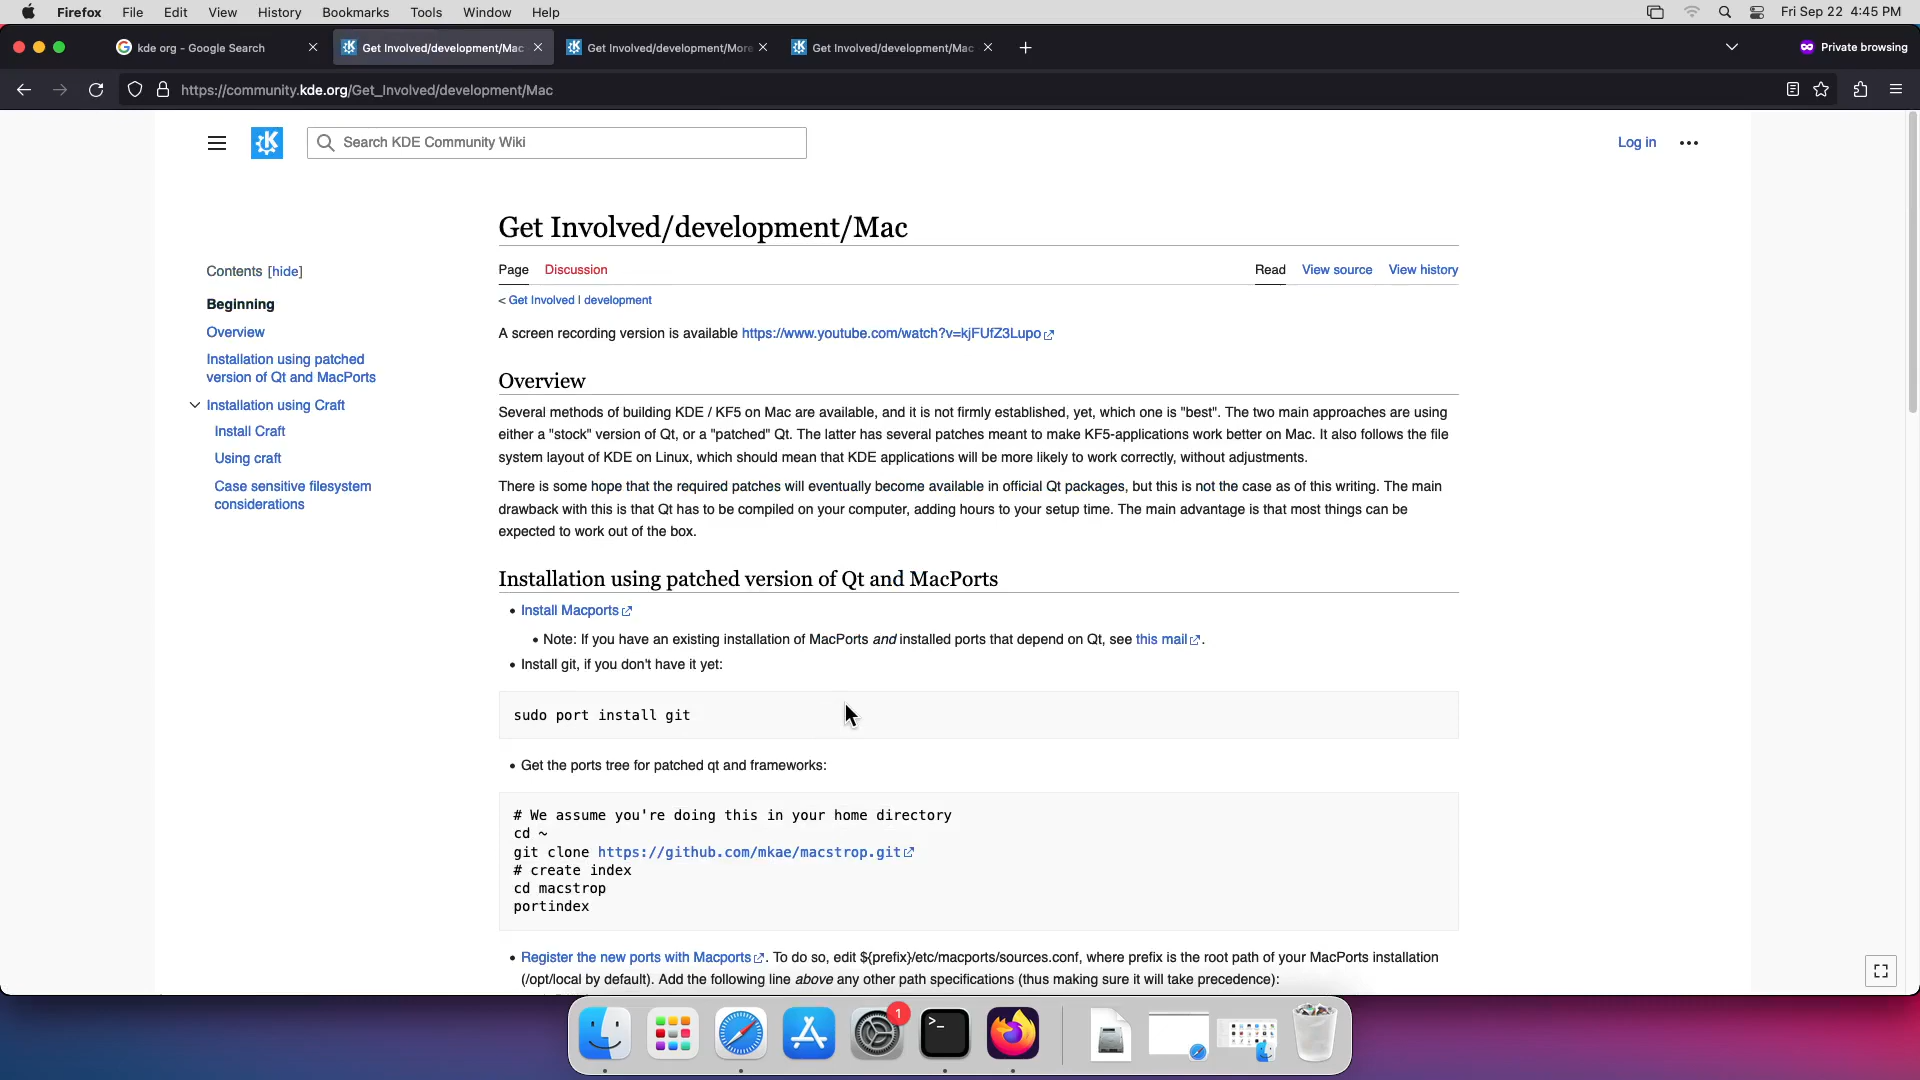 Firefox File Edit View History Bookmarks Tools Window Help Fri Sep 22 4:45 PM
kde org - Google Search
Get Involved/development/Mac
Get Involved/development/More
Get Involved/development/Mac
Private browsing
https://community.kde.org/Get_Involved/development/Mac
Search KDE Community Wiki
Log in
Get Involved/development/Mac
Contents [hide]
Beginning
Overview
Installation using patched
version of Qt and MacPorts
Installation using Craft
Install Craft
Using craft
Case sensitive filesystem
considerations
Page Discussion Read View source View history
< Get Involved | development
A screen recording version is available https://www.youtube.com/watch?v=kjFUfZ3Lupo
Overview
Several methods of building KDE / KF5 on Mac are available, and it is not firmly established, yet, which one is "best". The two main approaches are using
either a "stock" version of Qt, or a "patched" Qt. The latter has several patches meant to make KF5-applications work better on Mac. It also follows the file
system layout of KDE on Linux, which should mean that KDE applications will be more likely to work correctly, without adjustments.
There is some hope that the required patches will eventually become available in official Qt packages, but this is not the case as of this writing. The main
drawback with this is that Qt has to be compiled on your computer, adding hours to your setup time. The main advantage is that most things can be
expected to work out of the box.
Installation using patched version of Qt and MacPorts
• Install Macports
• Note: If you have an existing installation of MacPorts and installed ports that depend on Qt, see this mail.
• Install git, if you don't have it yet:
sudo port install git
• Get the ports tree for patched qt and frameworks:
# We assume you're doing this in your home directory
cd ~
git clone https://github.com/mkae/macstrop.git
# create index
cd macstrop
portindex
• Register the new ports with Macports. To do so, edit ${prefix}/etc/macports/sources.conf, where prefix is the root path of your MacPorts installation
(/opt/local by default). Add the following line above any other path specifications (thus making sure it will take precedence):
1